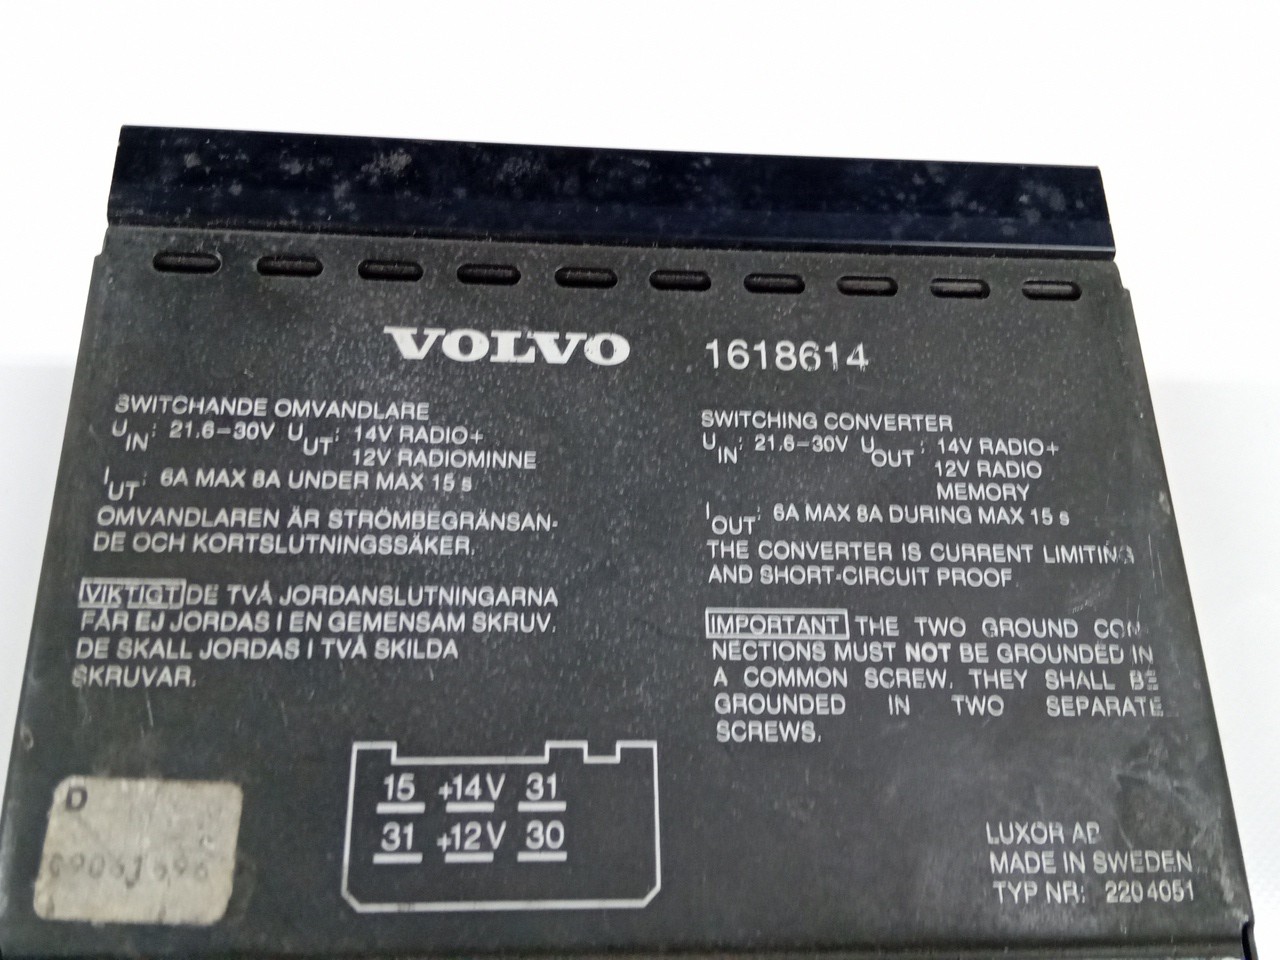 VOLVO 1618614
SWITCHANDE OMVANDLARE
UIN: 21.6-30V UUT: 14V RADIO+
12V RADIOMINNE
IUT: 6A MAX 8A UNDER MAX 15 s
OMVANDLAREN ÄR STRÖMBEGRÄNSAN-
DE OCH KORTSLUTNINGSSÄKER.
VIKTIGT DE TVÅ JORDANSLUTNINGARNA
FÅR EJ JORDAS I EN GEMENSAM SKRUV.
DE SKALL JORDAS I TVÅ SKILDA
SKRUVAR.
SWITCHING CONVERTER
UIN: 21.6-30V UOUT: 14V RADIO+
12V RADIO
MEMORY
IOUT: 6A MAX 8A DURING MAX 15 s
THE CONVERTER IS CURRENT LIMITING
AND SHORT-CIRCUIT PROOF
IMPORTANT THE TWO GROUND CON-
NECTIONS MUST NOT BE GROUNDED IN
A COMMON SCREW. THEY SHALL BE
GROUNDED IN TWO SEPARATE
SCREWS.
15 +14V 31
31 +12V 30
D
LUXOR AB
MADE IN SWEDEN
TYP NR: 220 4051